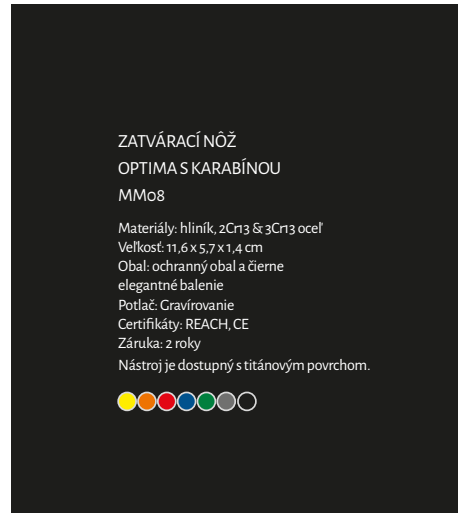 ZATVÁRACÍ NÔŽ
OPTIMA S KARABÍNOU
MM08
Materiály: hliník, 2Cr13 & 3Cr13 oceľ
Veľkosť: 11,6 x 5,7 x 1,4 cm
Obal: ochranný obal a čierne
elegantné balenie
Potlač: Gravírovanie
Certifikáty: REACH, CE
Záruka: 2 roky
Nástroj je dostupný s titánovým povrchom.